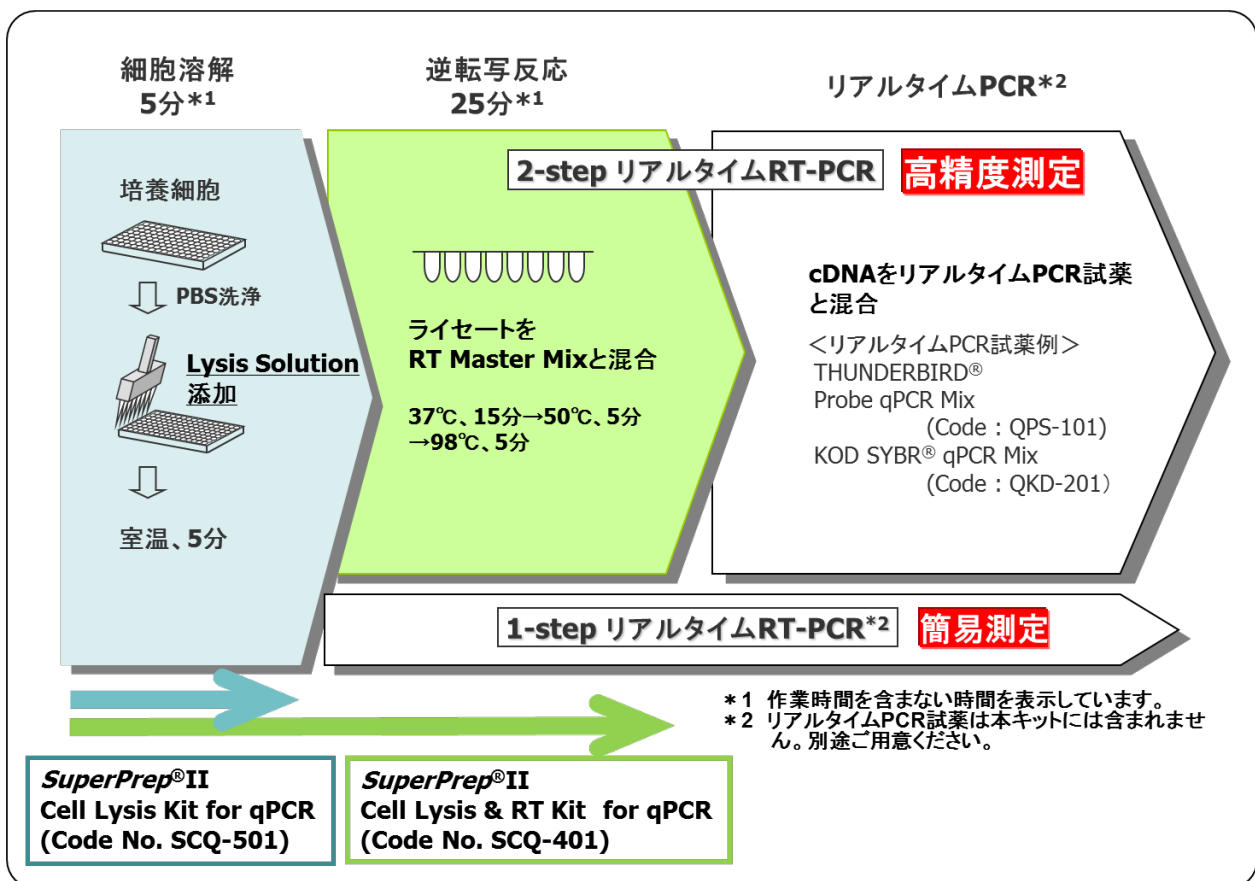 細胞溶解
5分*1
逆転写反応
25分*1
リアルタイムPCR*2
2-step リアルタイムRT-PCR
高精度測定
培養細胞
PBS洗浄
Lysis Solution
添加
室温、5分
ライセートを
RT Master Mixと混合
37℃、15分→50℃、5分
→98℃、5分
cDNAをリアルタイムPCR試薬
と混合
＜リアルタイムPCR試薬例＞
THUNDERBIRD®
Probe qPCR Mix
(Code：QPS-101)
KOD SYBR® qPCR Mix
(Code：QKD-201）
1-step リアルタイムRT-PCR*2
簡易測定
＊1 作業時間を含まない時間を表示しています。
＊2 リアルタイムPCR試薬は本キットには含まれませ
ん。別途ご用意ください。
SuperPrep®II
Cell Lysis Kit for qPCR
(Code No. SCQ-501)
SuperPrep®II
Cell Lysis & RT Kit for qPCR
(Code No. SCQ-401)